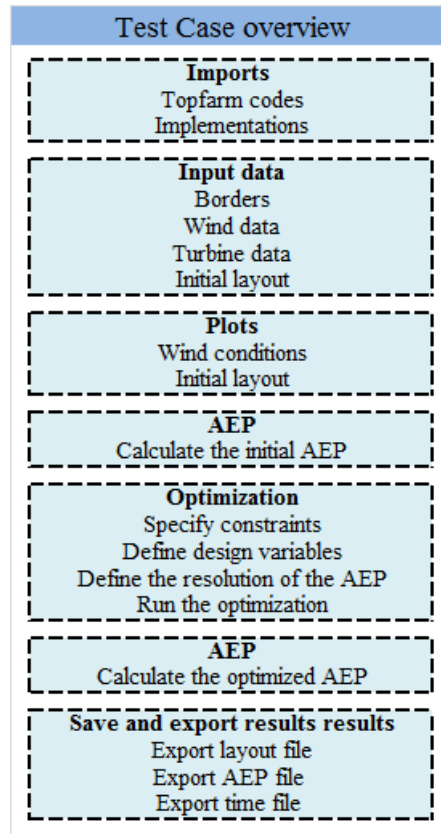 Test Case overview
Imports
Topfarm codes
Implementations
Input data
Borders
Wind data
Turbine data
Initial layout
Plots
Wind conditions
Initial layout
AEP
Calculate the initial AEP
Optimization
Specify constraints
Define design variables
Define the resolution of the AEP
Run the optimization
AEP
Calculate the optimized AEP
Save and export results results
Export layout file
Export AEP file
Export time file